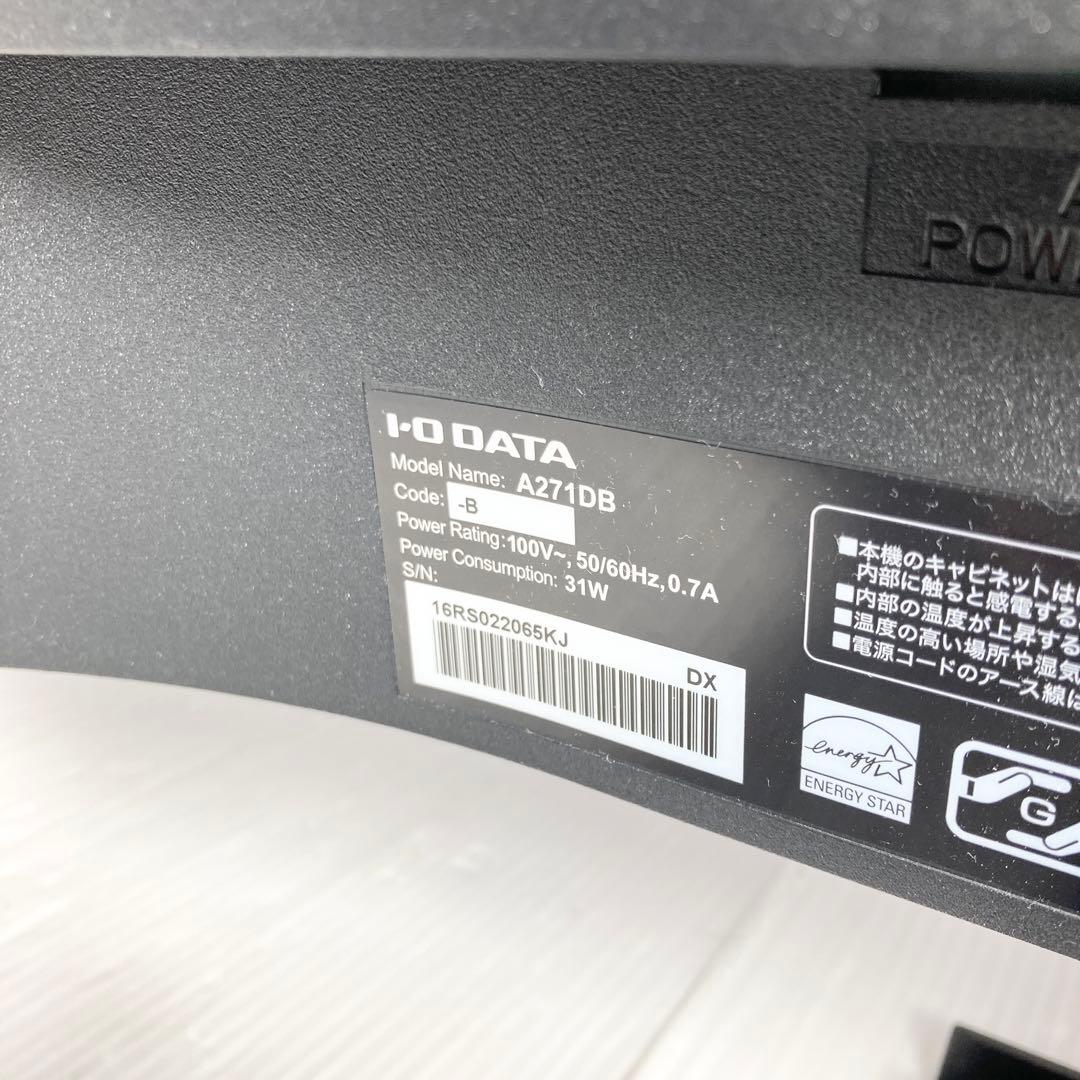 POW
I-O DATA
Model Name: A271DB
Code: -B
Power Rating:100V~, 50/60Hz, 0.7A
Power Consumption: 31W
S/N:
16RS022065KJ
DX
■本機のキャビネットは
内部に触ると感電する
■内部の温度が上昇する
■温度の高い場所や湿気
■電源コードのアース線は
energy
ENERGY STAR
G